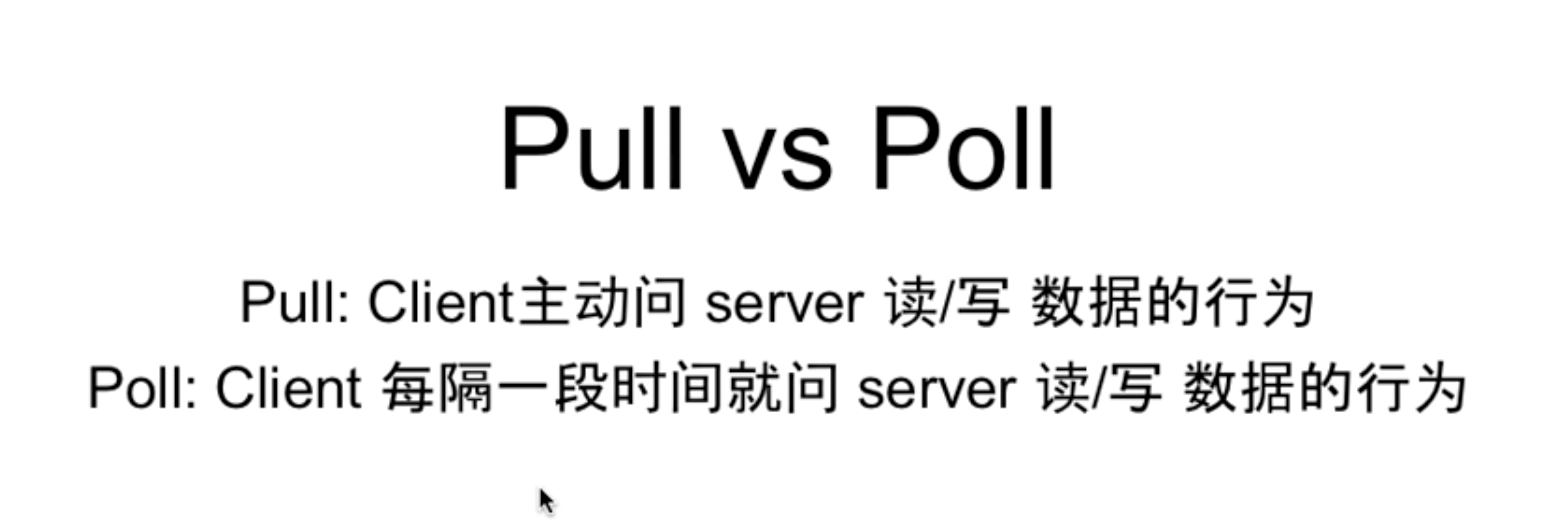 Pull vs Poll
Pull: Client主动问 server 读/写 数据的行为
Poll: Client 每隔一段时间就问 server 读/写 数据的行为